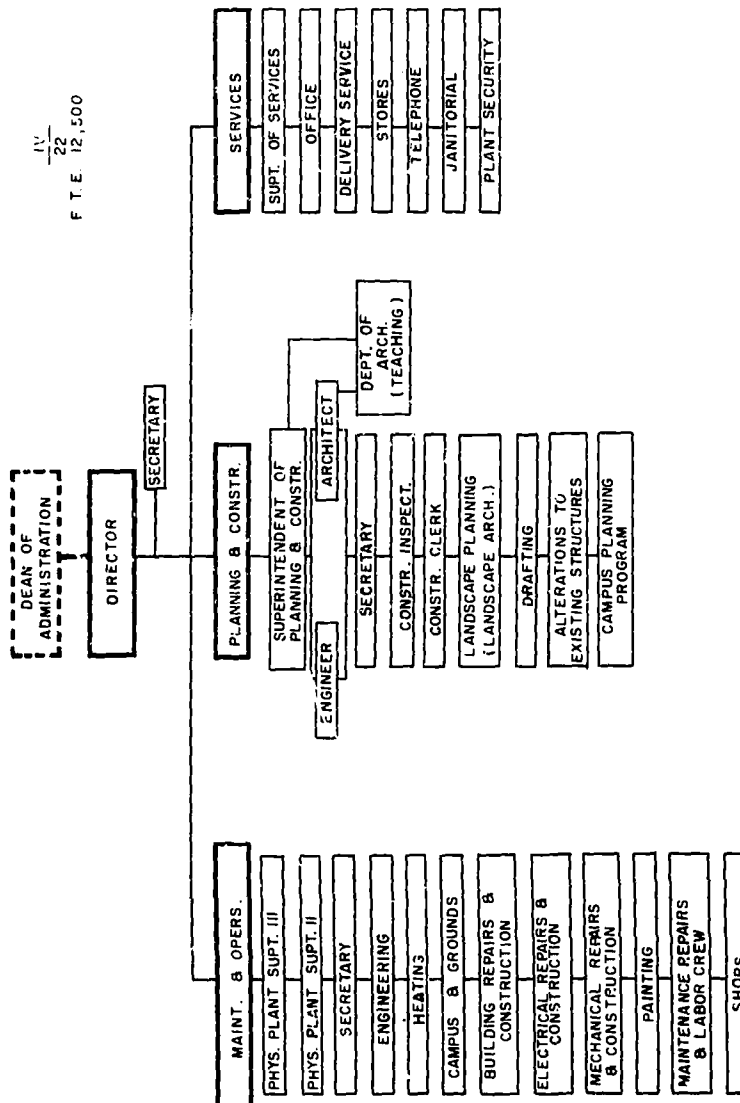 IV
22
F. T. E. 12,500
DEAN OF
ADMINISTRATION
DIRECTOR
SECRETARY
MAINT. & OPERS.
PHYS. PLANT SUPT. III
PHYS. PLANT SUPT. II
SECRETARY
ENGINEERING
HEATING
CAMPUS & GROUNDS
BUILDING REPAIRS &
CONSTRUCTION
ELECTRICAL REPAIRS &
CONSTRUCTION
MECHANICAL REPAIRS
& CONSTRUCTION
PAINTING
MAINTENANCE REPAIRS
& LABOR CREW
SHOPS
PLANNING & CONSTR.
SUPERINTENDENT OF
PLANNING & CONSTR.
ENGINEER
ARCHITECT
DEPT. OF
ARCH.
(TEACHING)
SECRETARY
CONSTR. INSPECT.
CONSTR. CLERK
LANDSCAPE PLANNING
(LANDSCAPE ARCH.)
DRAFTING
ALTERATIONS TO
EXISTING STRUCTURES
CAMPUS PLANNING
PROGRAM
SERVICES
SUPT. OF SERVICES
OFFICE
DELIVERY SERVICE
STORES
TELEPHONE
JANITORIAL
PLANT SECURITY